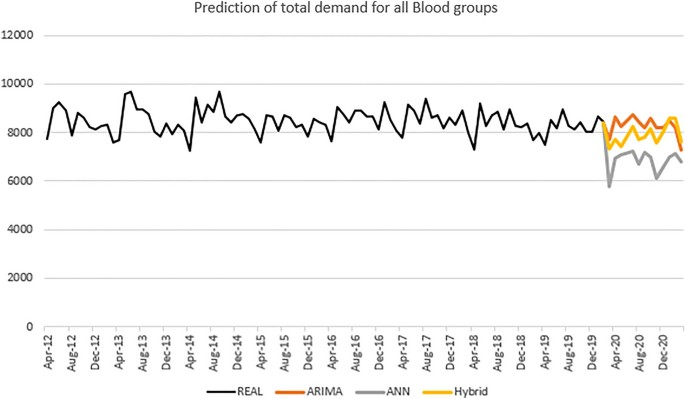 Prediction of total demand for all Blood groups
12000
10000
8000
6000
4000
2000
0
Apr-12
Aug-12
Dec-12
Apr-13
Aug-13
Dec-13
Apr-14
Aug-14
Dec-14
Apr-15
Aug-15
Dec-15
Apr-16
Aug-16
Dec-16
Apr-17
Aug-17
Dec-17
Apr-18
Aug-18
Dec-18
Apr-19
Aug-19
Dec-19
Apr-20
Aug-20
Dec-20
REAL ARIMA ANN Hybrid